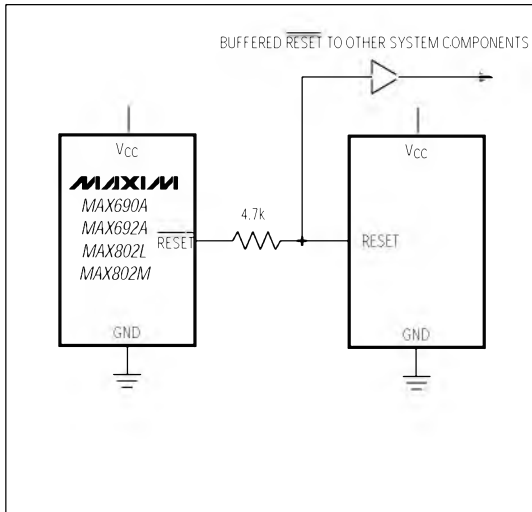 BUFFERED RESET TO OTHER SYSTEM COMPONENTS
VCC
MAXIM
MAX690A
MAX692A
MAX802L
MAX802M
RESET
GND
4.7k
VCC
RESET
GND